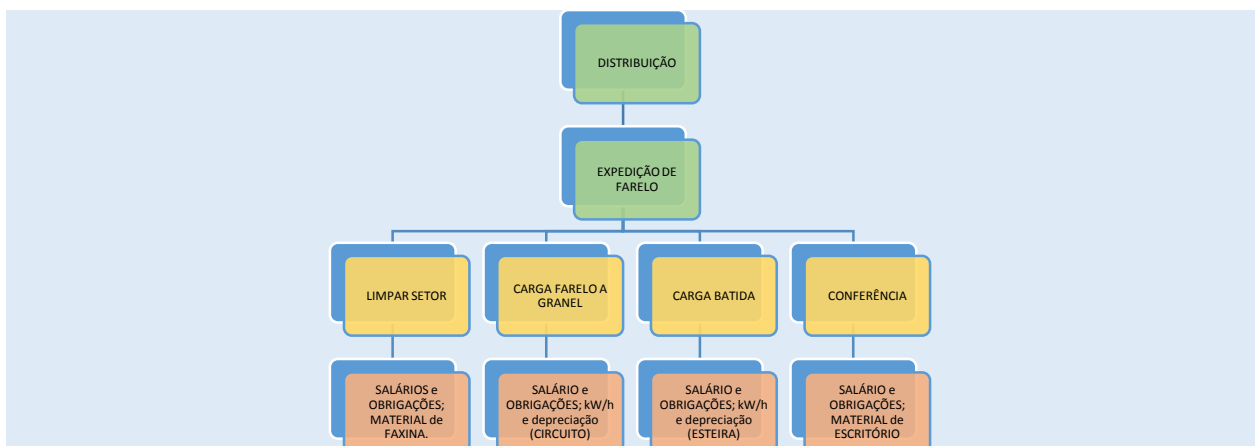 DISTRIBUIÇÃO
EXPEDIÇÃO DE
FARELO
LIMPAR SETOR
CARGA FARELO A
GRANEL
CARGA BATIDA
CONFERÊNCIA
SALÁRIOS e
OBRIGAÇÕES;
MATERIAL de
FAXINA.
SALÁRIO e
OBRIGAÇÕES; kW/h
e depreciação
(CIRCUITO)
SALÁRIO e
OBRIGAÇÕES; kW/h
e depreciação
(ESTEIRA)
SALÁRIO e
OBRIGAÇÕES;
MATERIAL de
ESCRITÓRIO